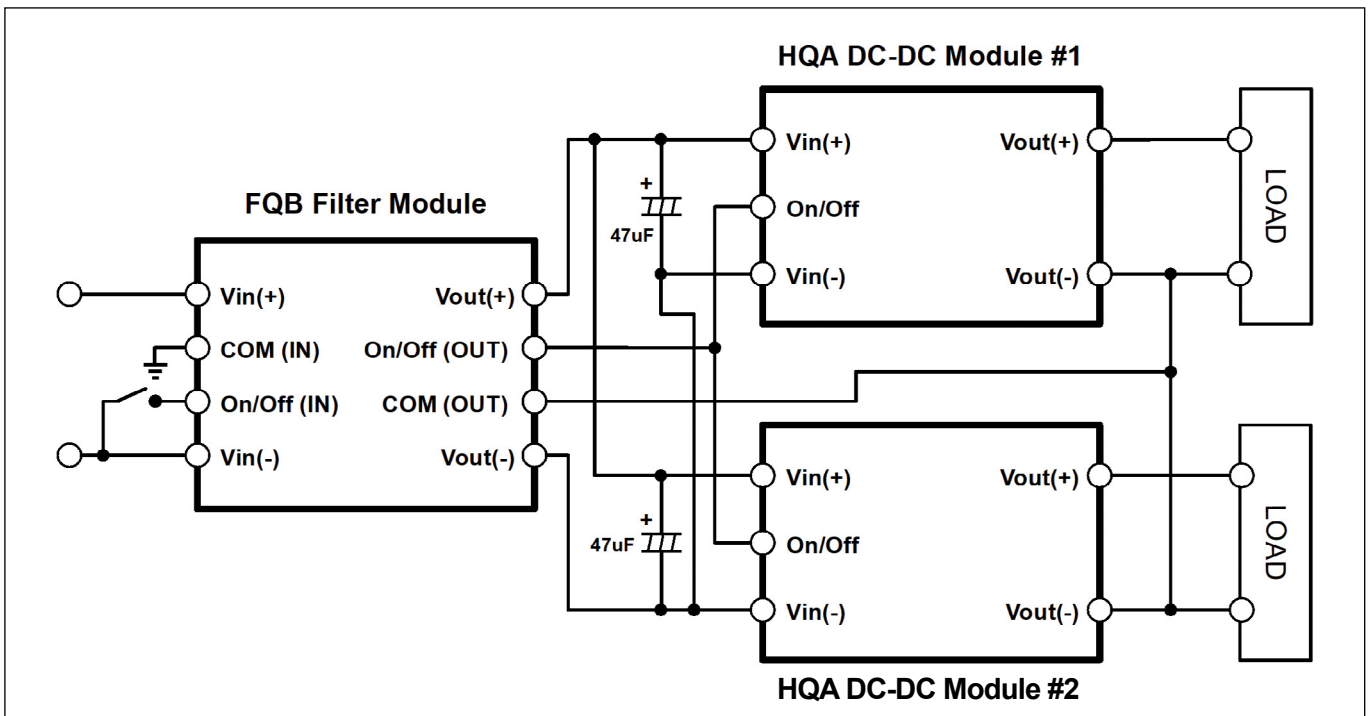 HQA DC-DC Module #1
Vin(+)
Vout(+)
On/Off
Vin(-)
Vout(-)
+
47uF
LOAD
FQB Filter Module
Vin(+)
Vout(+)
COM (IN)
On/Off (OUT)
On/Off (IN)
COM (OUT)
Vin(-)
Vout(-)
Vin(+)
Vout(+)
On/Off
Vin(-)
Vout(-)
+
47uF
LOAD
HQA DC-DC Module #2